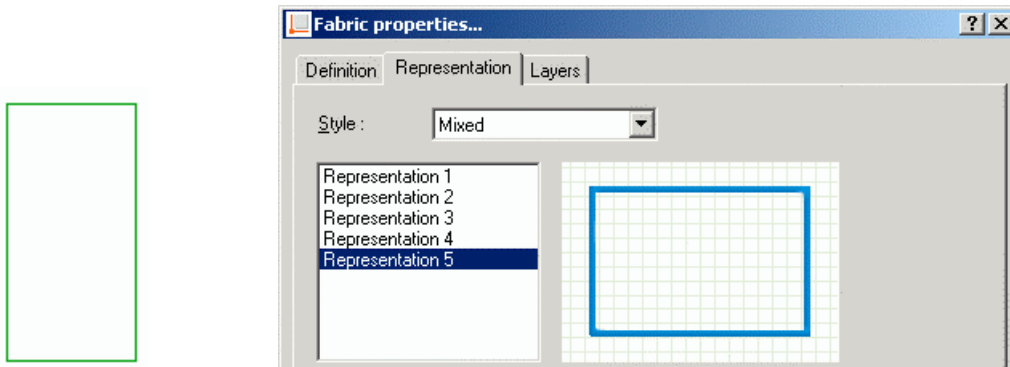 Fabric properties...
Definition Representation Layers
Style : Mixed
Representation 1
Representation 2
Representation 3
Representation 4
Representation 5